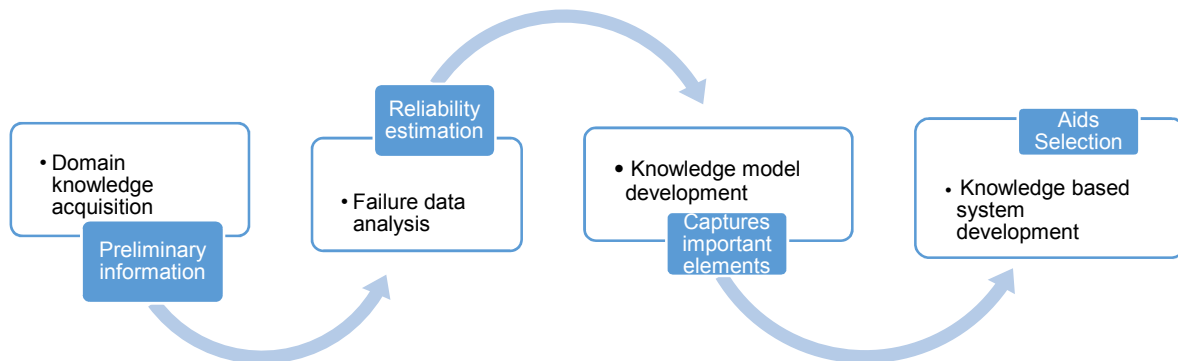 • Domain
knowledge
acquisition
Preliminary
information
Reliability
estimation
• Failure data
analysis
• Knowledge model
development
Captures
important
elements
Aids
Selection
• Knowledge based
system
development